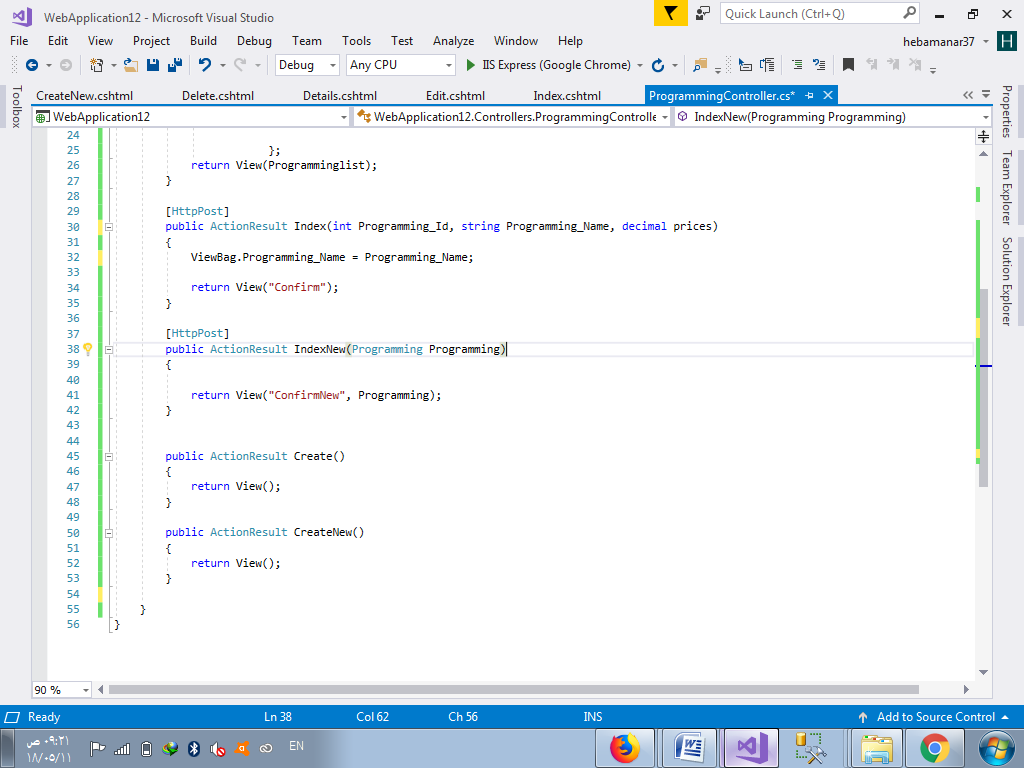 WebApplication12 - Microsoft Visual Studio
Quick Launch (Ctrl+Q)
File Edit View Project Build Debug Team Tools Test Analyze Window Help
hebamanar37
H
Debug Any CPU IIS Express (Google Chrome)
Toolbox
CreateNew.cshtml Delete.cshtml Details.cshtml Edit.cshtml Index.cshtml ProgrammingController.cs*
WebApplication12 WebApplication12.Controllers.ProgrammingControlle IndexNew(Programming Programming)
Properties
Team Explorer
Solution Explorer
24
25 };
26 return View(Programminglist);
27 }
28
29 [HttpPost]
30 public ActionResult Index(int Programming_Id, string Programming_Name, decimal prices)
31 {
32 ViewBag.Programming_Name = Programming_Name;
33
34 return View("Confirm");
35 }
36
37 [HttpPost]
38 public ActionResult IndexNew(Programming Programming)
39 {
40
41 return View("ConfirmNew", Programming);
42 }
43
44
45 public ActionResult Create()
46 {
47 return View();
48 }
49
50 public ActionResult CreateNew()
51 {
52 return View();
53 }
54
55 }
56 }
90 %
Ready Ln 38 Col 62 Ch 56 INS Add to Source Control
٠٩:٢١ ص
١٨/٠٥/١١
EN